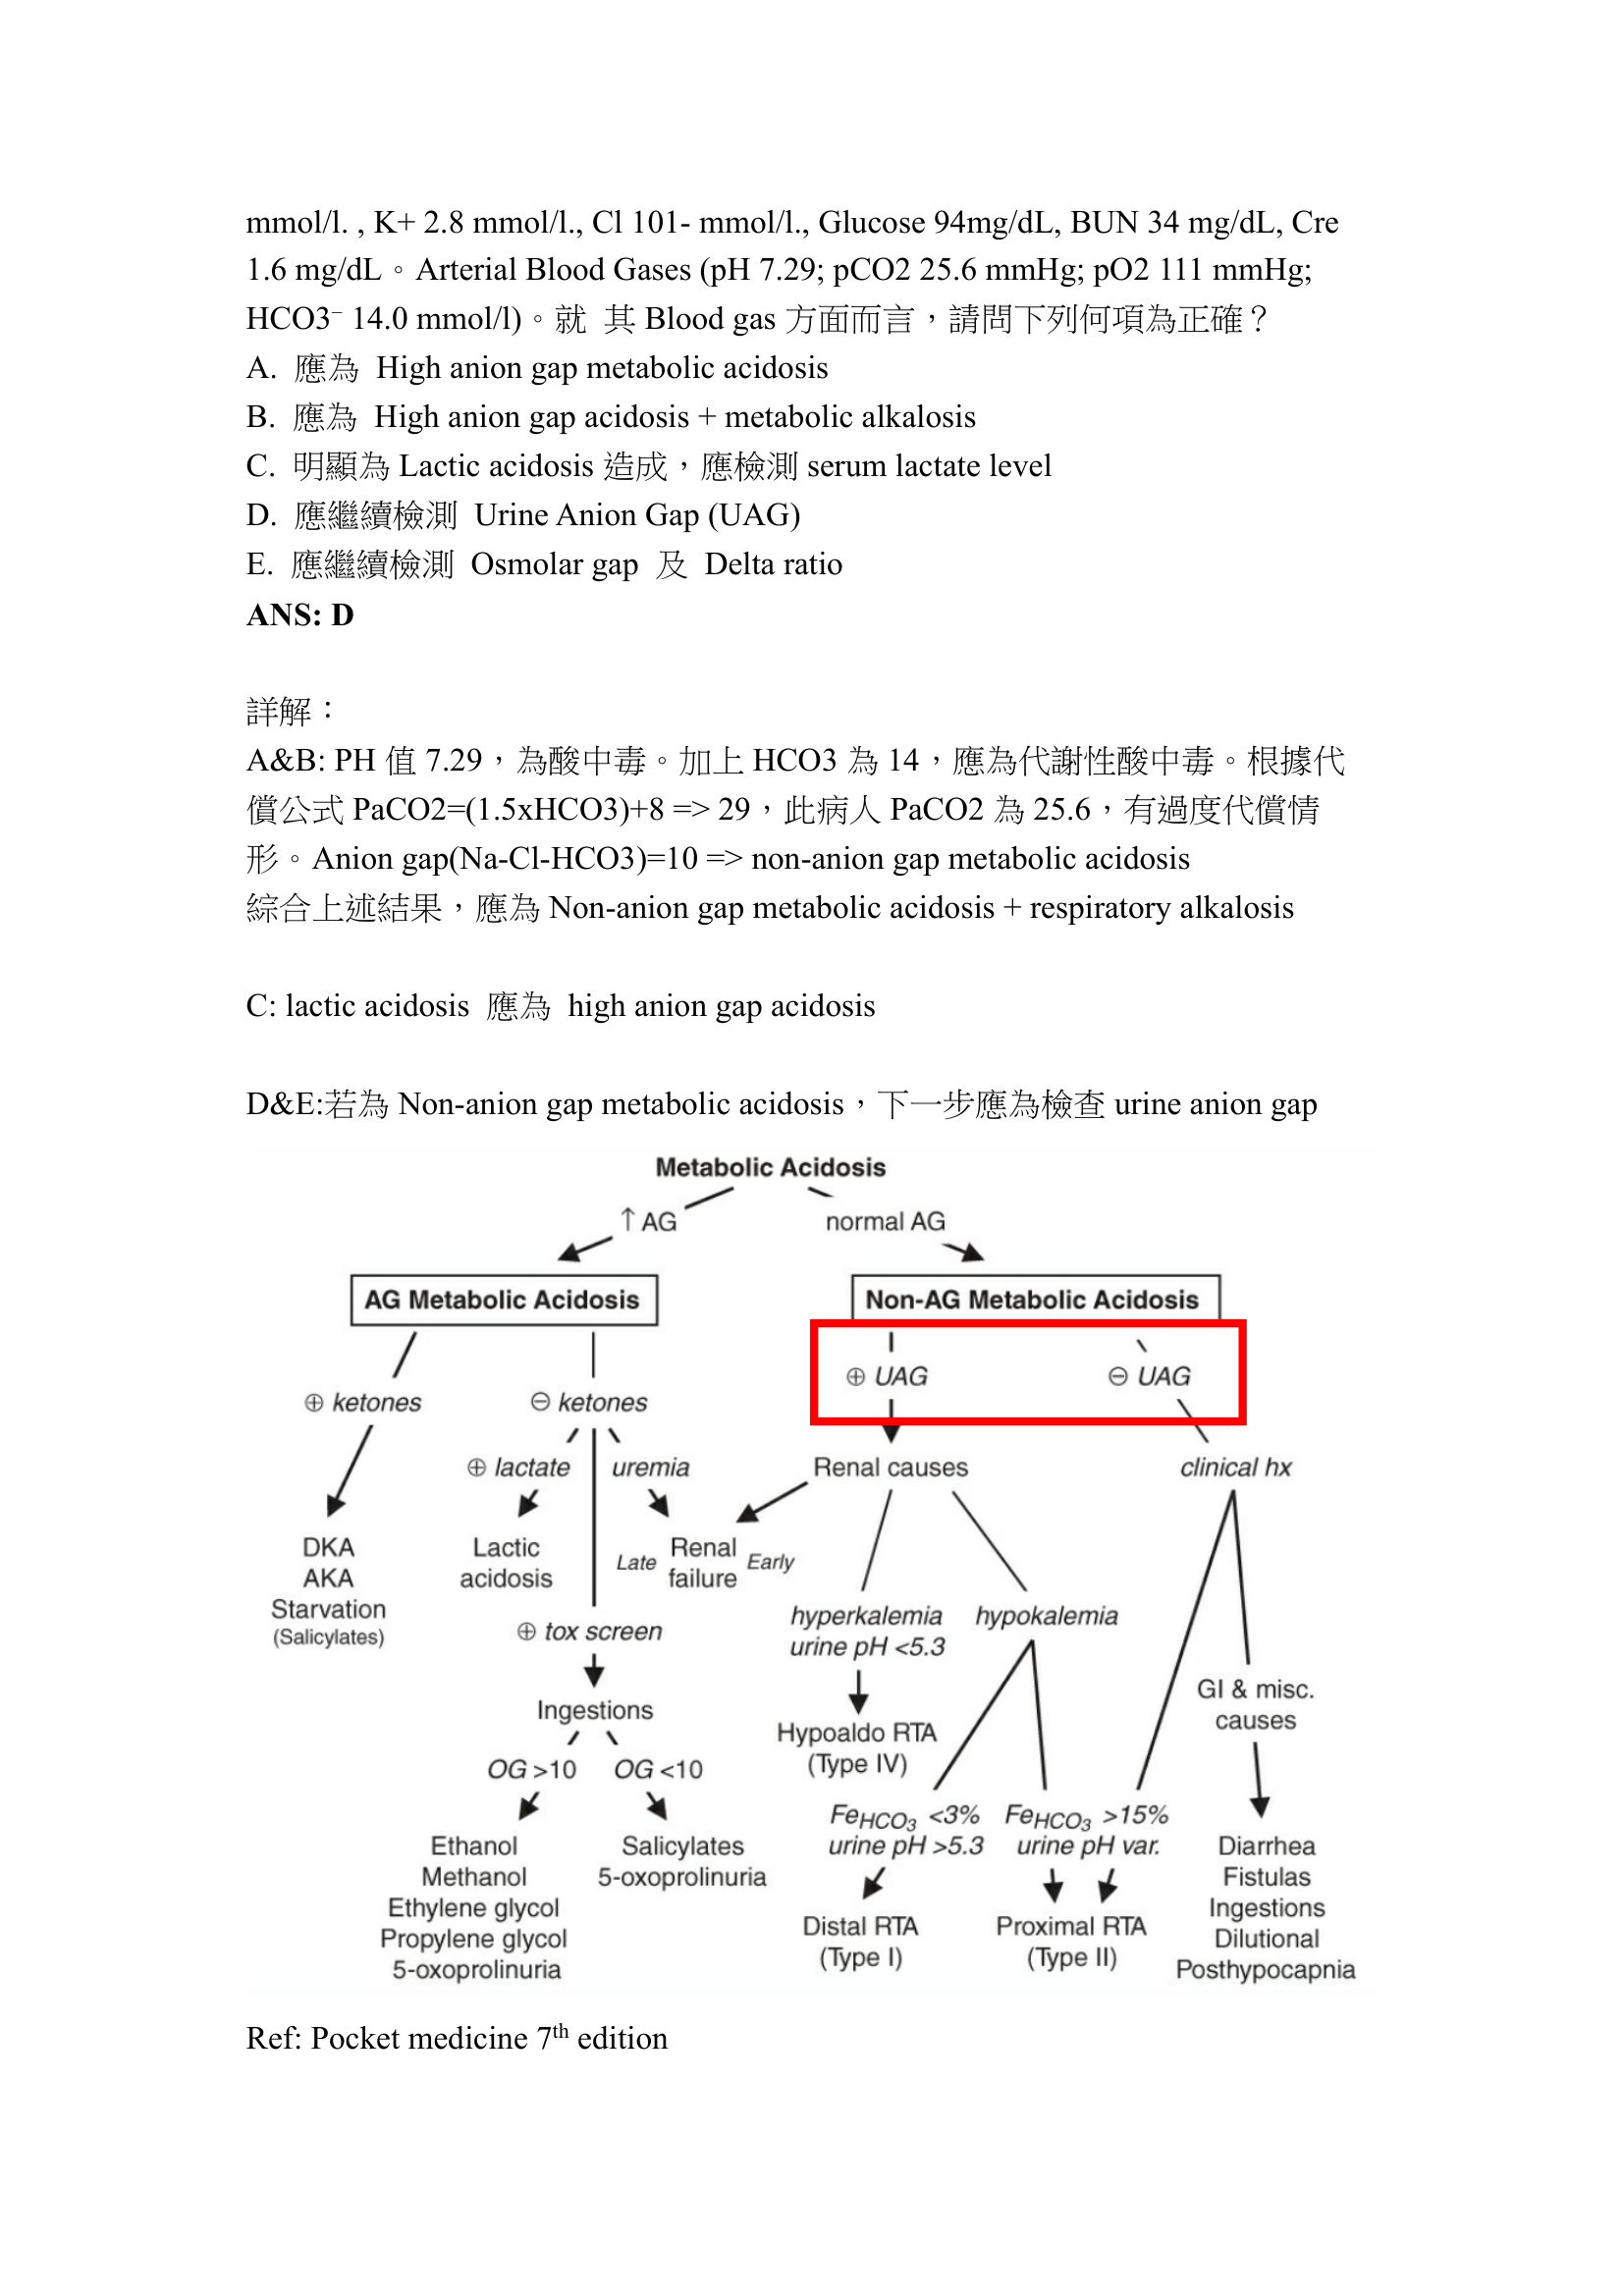 mmol/l. , K+ 2.8 mmol/l., Cl 101- mmol/l., Glucose 94mg/dL, BUN 34 mg/dL, Cre
1.6 mg/dL。Arterial Blood Gases (pH 7.29; pCO2 25.6 mmHg; pO2 111 mmHg;
HCO3⁻ 14.0 mmol/l)。就 其 Blood gas 方面而言，請問下列何項為正確？
A. 應為 High anion gap metabolic acidosis
B. 應為 High anion gap acidosis + metabolic alkalosis
C. 明顯為 Lactic acidosis 造成，應檢測 serum lactate level
D. 應繼續檢測 Urine Anion Gap (UAG)
E. 應繼續檢測 Osmolar gap 及 Delta ratio
ANS: D
詳解：
A&B: PH 值 7.29，為酸中毒。加上 HCO3 為 14，應為代謝性酸中毒。根據代
償公式 PaCO2=(1.5xHCO3)+8 => 29，此病人 PaCO2 為 25.6，有過度代償情
形。Anion gap(Na-Cl-HCO3)=10 => non-anion gap metabolic acidosis
綜合上述結果，應為 Non-anion gap metabolic acidosis + respiratory alkalosis
C: lactic acidosis 應為 high anion gap acidosis
D&E:若為 Non-anion gap metabolic acidosis，下一步應為檢查 urine anion gap
Metabolic Acidosis
↑ AG normal AG
AG Metabolic Acidosis Non-AG Metabolic Acidosis
⊕ UAG ⊖ UAG
⊕ ketones ⊖ ketones
⊕ lactate uremia Renal causes clinical hx
DKA Lactic Renal
Late Early
AKA acidosis failure
Starvation hyperkalemia hypokalemia
(Salicylates) ⊕ tox screen urine pH <5.3
GI & misc.
Ingestions causes
Hypoaldo RTA
OG >10 OG <10 (Type IV)
FeHCO3 <3% FeHCO3 >15%
Ethanol Salicylates urine pH >5.3 urine pH var. Diarrhea
Methanol 5-oxoprolinuria Fistulas
Ethylene glycol Ingestions
Propylene glycol Distal RTA Proximal RTA Dilutional
5-oxoprolinuria (Type I) (Type II) Posthypocapnia
Ref: Pocket medicine 7th edition